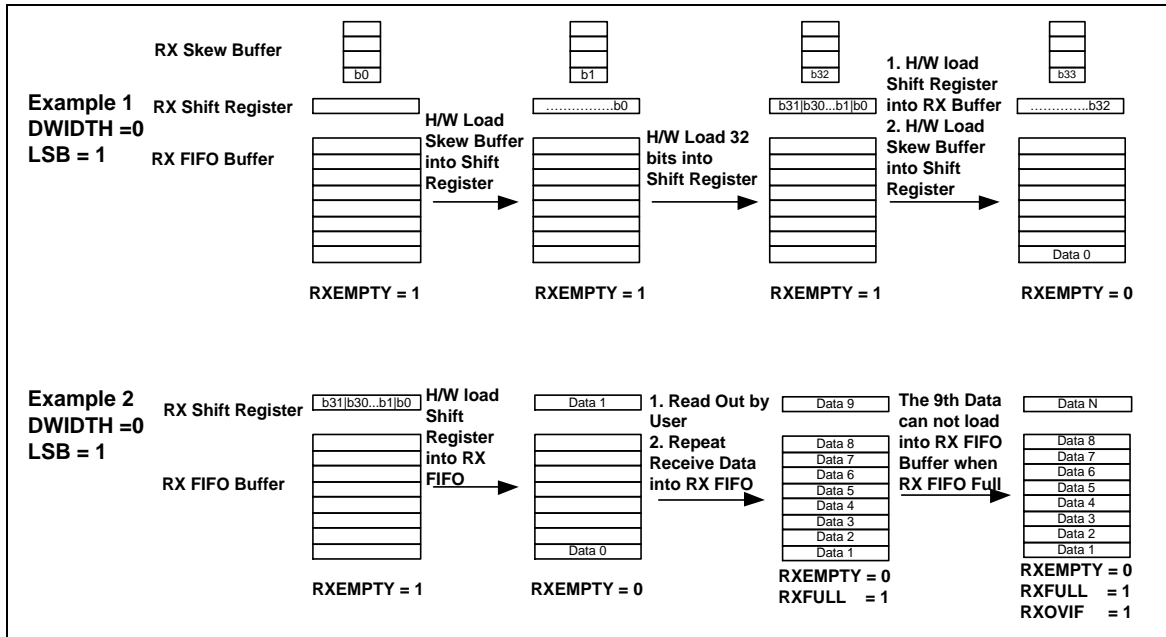 RX Skew Buffer
b0
b1
b32
b33
Example 1
DWIDTH =0
LSB = 1
RX Shift Register
................b0
b31|b30...b1|b0
.............b32
RX FIFO Buffer
H/W Load
Skew Buffer
into Shift
Register
H/W Load 32
bits into
Shift Register
1. H/W load
Shift Register
into RX Buffer
2. H/W Load
Skew Buffer
into Shift
Register
Data 0
RXEMPTY = 1
RXEMPTY = 1
RXEMPTY = 1
RXEMPTY = 0
Example 2
DWIDTH =0
LSB = 1
RX Shift Register
b31|b30...b1|b0
RX FIFO Buffer
RXEMPTY = 1
H/W load
Shift
Register
into RX
FIFO
Data 1
Data 0
RXEMPTY = 0
1. Read Out by
User
2. Repeat
Receive Data
into RX FIFO
Data 9
Data 8
Data 7
Data 6
Data 5
Data 4
Data 3
Data 2
Data 1
RXEMPTY = 0
RXFULL = 1
The 9th Data
can not load
into RX FIFO
Buffer when
RX FIFO Full
Data N
Data 8
Data 7
Data 6
Data 5
Data 4
Data 3
Data 2
Data 1
RXEMPTY = 0
RXFULL = 1
RXOVIF = 1